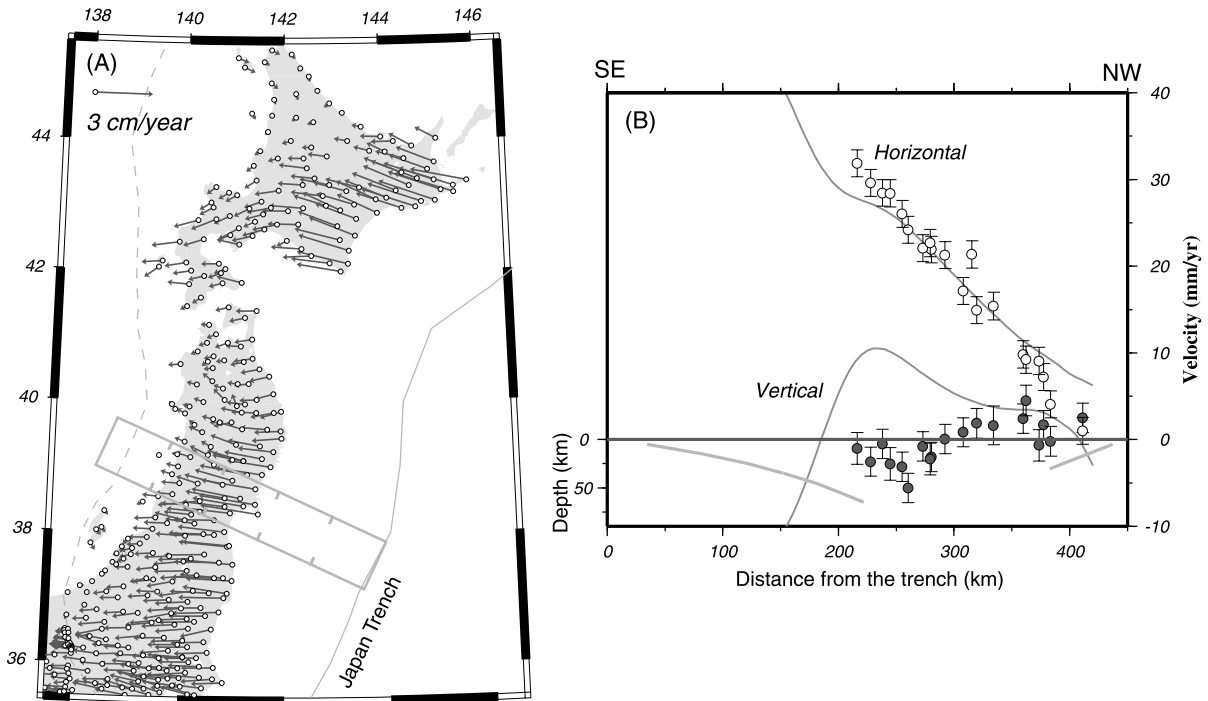 138
140
142
144
146
(A)
3 cm/year
44
42
40
38
36
Japan Trench
SE
NW
(B)
Horizontal
Vertical
40
30
20
10
0
-10
Velocity (mm/yr)
0
50
Depth (km)
0
100
200
300
400
Distance from the trench (km)